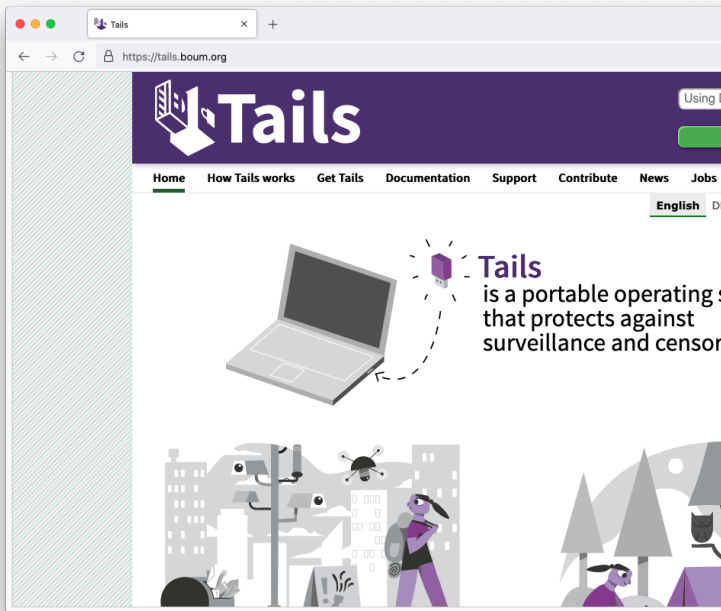 Tails
https://tails.boum.org
Tails
Using
Home How Tails works Get Tails Documentation Support Contribute News Jobs
English
Tails
is a portable operating
that protects against
surveillance and censor